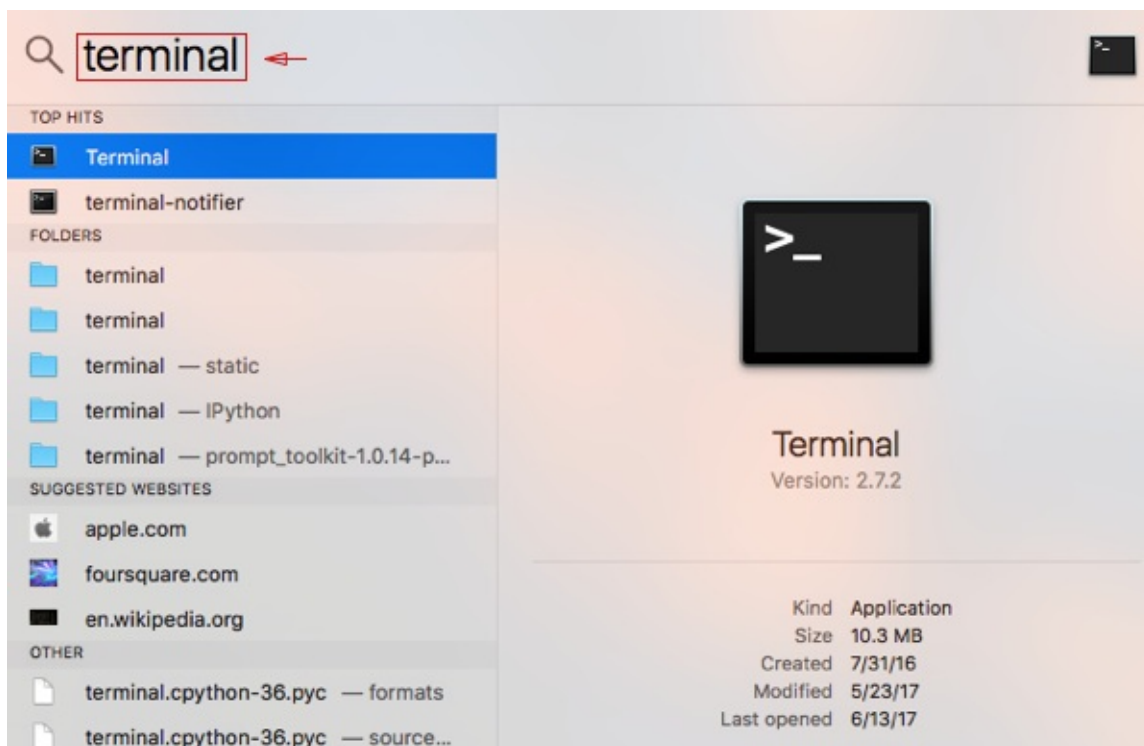 terminal
TOP HITS
Terminal
terminal-notifier
FOLDERS
terminal
terminal
terminal — static
terminal — IPython
terminal — prompt_toolkit-1.0.14-p...
SUGGESTED WEBSITES
apple.com
foursquare.com
en.wikipedia.org
OTHER
terminal.cpython-36.pyc — formats
terminal.cpython-36.pyc — source...
>_
Terminal
Version: 2.7.2
Kind Application
Size 10.3 MB
Created 7/31/16
Modified 5/23/17
Last opened 6/13/17